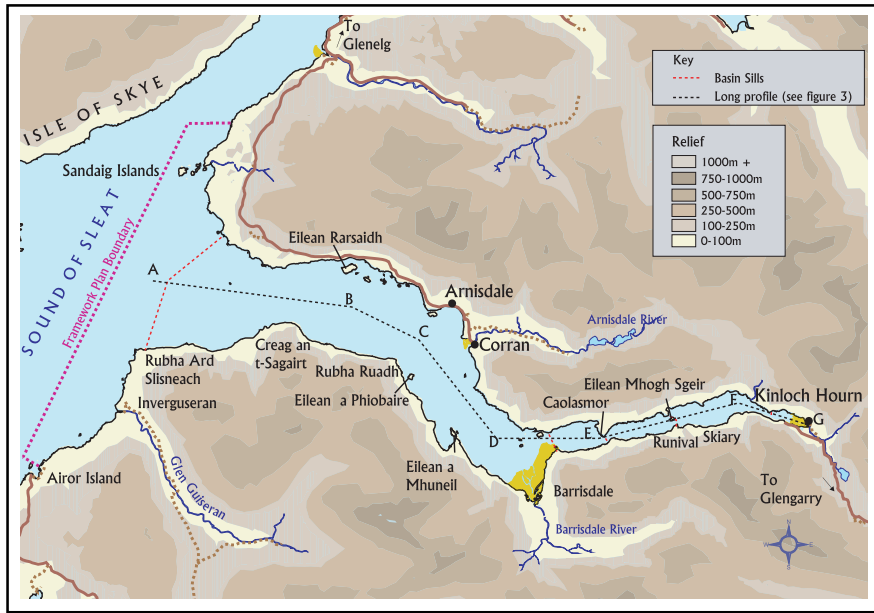 To
Glenelg
Key
Basin Sills
Long profile (see figure 3)
ISLE OF SKYE
Relief
1000m +
750-1000m
500-750m
250-500m
100-250m
0-100m
Sandaig Islands
SOUND OF SLEAT
Framework Plan Boundary
Eilean Rarsaidh
A
B
C
Arnisdale
Arnisdale River
Corran
Creag an
t-Sagairt
Rubha Ard
Slisneach
Rubha Ruadh
Inverguseran
Eilean a Phiobaire
Eilean Mhogh Sgeir
Caolasmor
Kinloch Hourn
F
G
D
E
Runival Skiary
Eilean a
Mhuneil
Airor Island
Glen Guiseran
Barrisdale
To
Glengarry
Barrisdale River
N
W
E
S